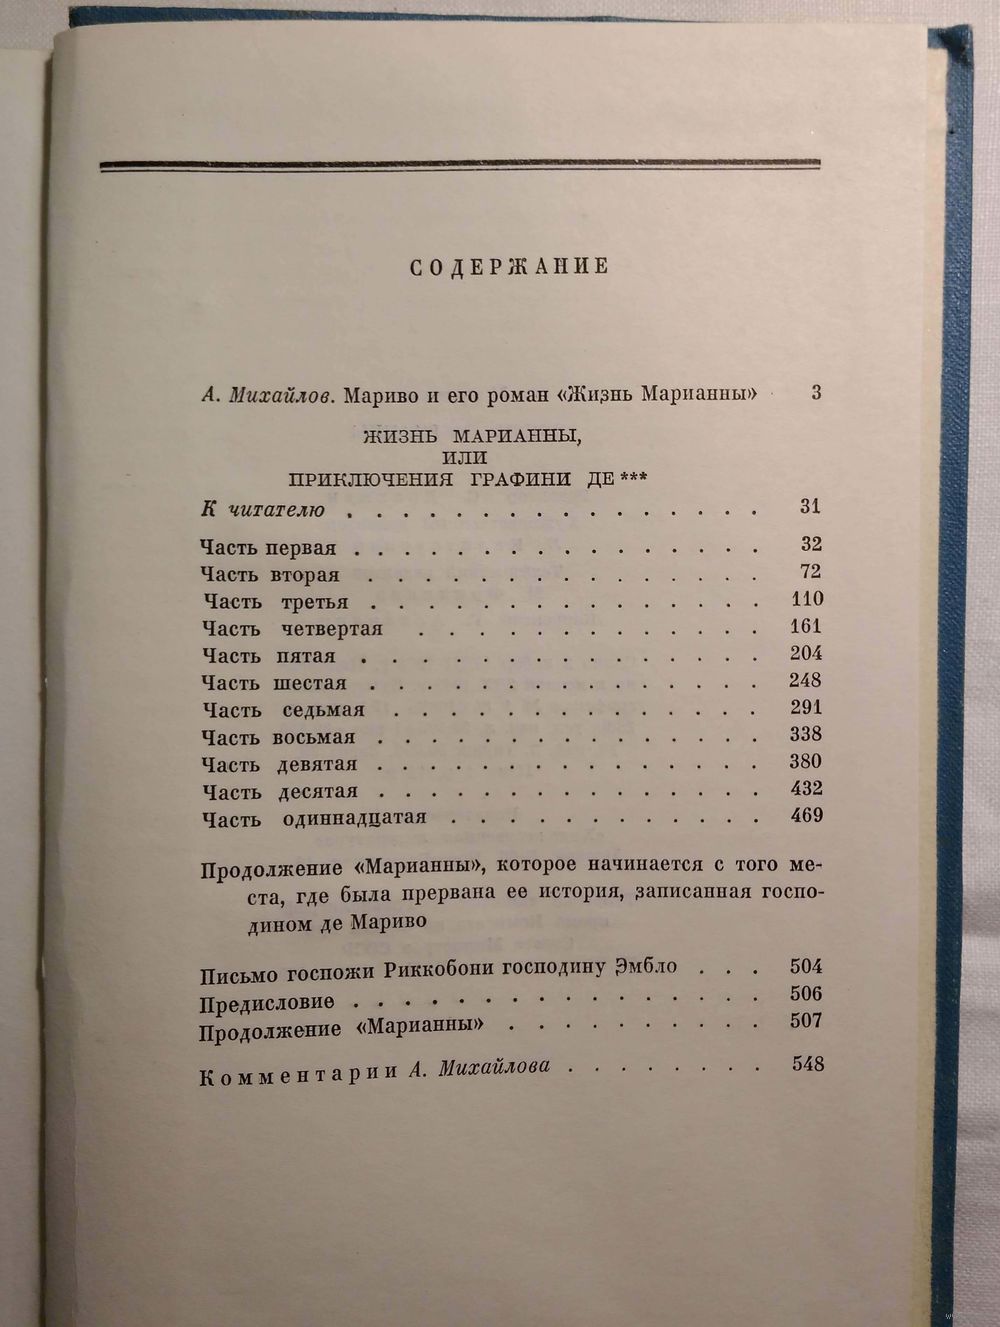 СОДЕРЖАНИЕ
А. Михайлов. Мариво и его роман «Жизнь Марианны» 3
ЖИЗНЬ МАРИАННЫ,
ИЛИ
ПРИКЛЮЧЕНИЯ ГРАФИНИ ДЕ ***
К читателю . . . . . . . . . . . . . . . . 31
Часть первая . . . . . . . . . . . . . . . . 32
Часть вторая . . . . . . . . . . . . . . . 72
Часть третья . . . . . . . . . . . . . . . 110
Часть четвертая . . . . . . . . . . . . . 161
Часть пятая . . . . . . . . . . . . . . 204
Часть шестая . . . . . . . . . . . . . . . 248
Часть седьмая . . . . . . . . . . . . . . 291
Часть восьмая . . . . . . . . . . . . . . . 338
Часть девятая . . . . . . . . . . . . . . . 380
Часть десятая . . . . . . . . . . . . . . . 432
Часть одиннадцатая . . . . . . . . . . . . 469
Продолжение «Марианны», которое начинается с того ме-
ста, где была прервана ее история, записанная госпо-
дином де Мариво
Письмо госпожи Риккобони господину Эмбло . . . 504
Предисловие . . . . . . . . . . . . . . . . 506
Продолжение «Марианны» . . . . . . . . . . 507
Комментарии А. Михайлова . . . . . . . . 548